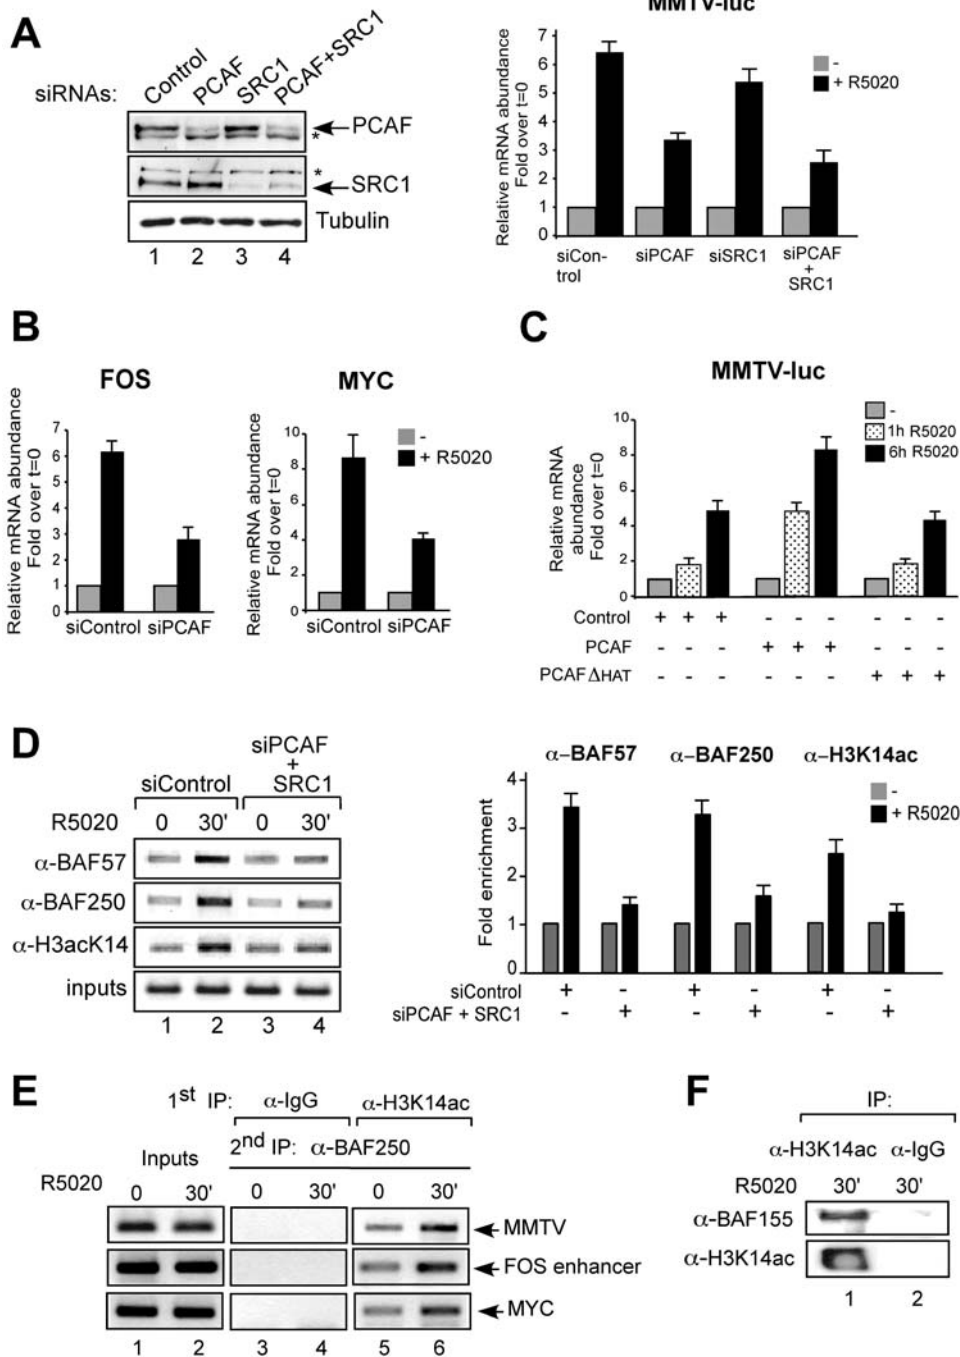 MMTV-luc
A
siRNAs: Control PCAF SRC1 PCAF+SRC1
PCAF
*
*
SRC1
Tubulin
1 2 3 4
Relative mRNA abundance
Fold over t=0
7
6
5
4
3
2
1
0
-
+ R5020
siCon-
trol
siPCAF
siSRC1
siPCAF
+
SRC1
B
FOS
Relative mRNA abundance
Fold over t=0
7
6
5
4
3
2
1
0
siControl siPCAF
MYC
Relative mRNA abundance
Fold over t=0
10
8
6
4
2
0
-
+ R5020
siControl siPCAF
C
MMTV-luc
Relative mRNA
abundance
Fold over t=0
10
8
6
4
2
0
-
1h R5020
6h R5020
Control + + + - - - - - -
PCAF - - - + + + - - -
PCAF ΔHAT - - - - - - + + +
D
siControl
siPCAF
+
SRC1
R5020 0 30' 0 30'
α-BAF57
α-BAF250
α-H3acK14
inputs
1 2 3 4
α-BAF57 α-BAF250 α-H3K14ac
Fold enrichment
4
3
2
1
0
-
+ R5020
siControl + - + - + -
siPCAF + SRC1 - + - + - +
E
1st IP: α-IgG α-H3K14ac
2nd IP: α-BAF250
Inputs
R5020 0 30' 0 30' 0 30'
MMTV
FOS enhancer
MYC
1 2 3 4 5 6
F
IP:
α-H3K14ac α-IgG
R5020 30' 30'
α-BAF155
α-H3K14ac
1 2